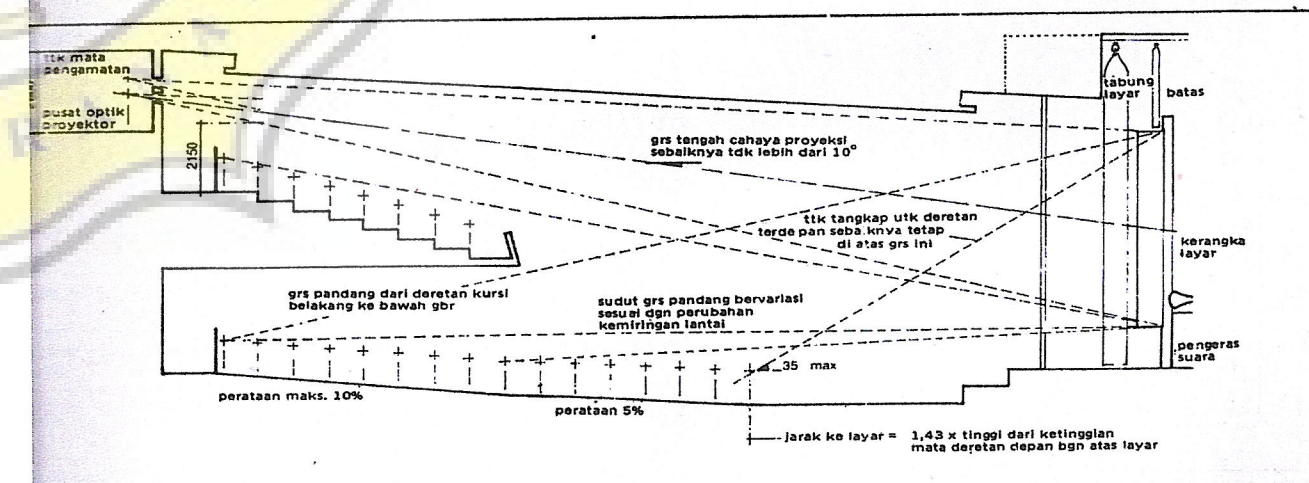 ttk mata
pengamatan
pusat optik
proyektor
2150
grs tengah cahaya proyeksi
sebaiknya tdk lebih dari 10°
tabung
layar
batas
ttk tangkap utk deretan
terdepan sebaiknya tetap
di atas grs ini
kerangka
layar
grs pandang dari deretan kursi
belakang ke bawah gbr
sudut grs pandang bervariasi
sesuai dgn perubahan
kemiringan lantai
pengeras
suara
35 max
perataan maks. 10%
perataan 5%
jarak ke layar = 1,43 x tinggi dari ketinggian
mata deretan depan bgn atas layar